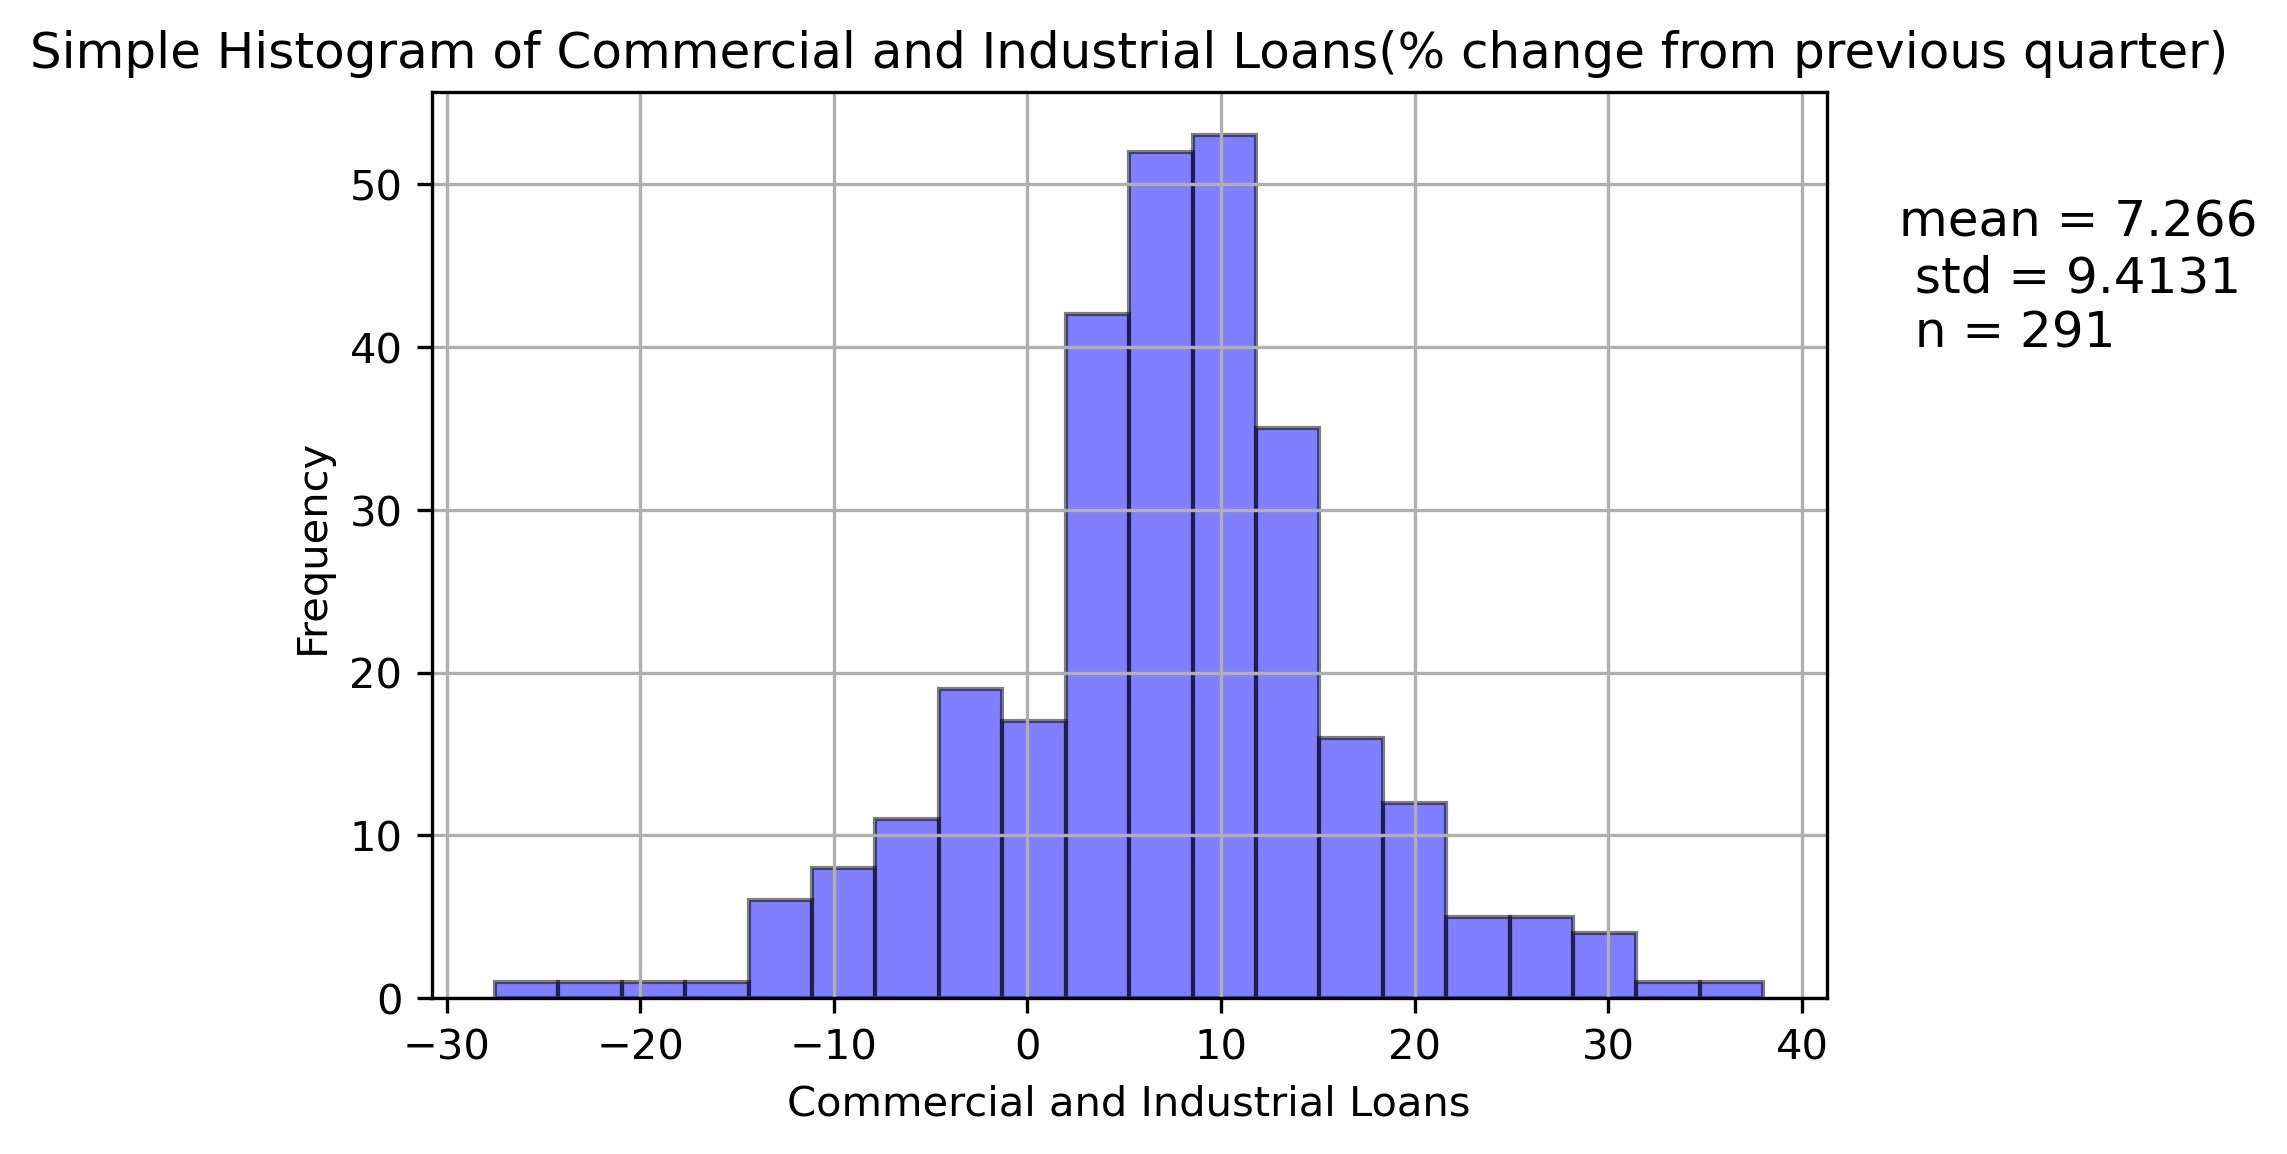 Simple Histogram of Commercial and Industrial Loans(% change from previous quarter)
50
40
30
20
10
0
Frequency
−30 −20 −10 0 10 20 30 40
Commercial and Industrial Loans
mean = 7.266
std = 9.4131
n = 291